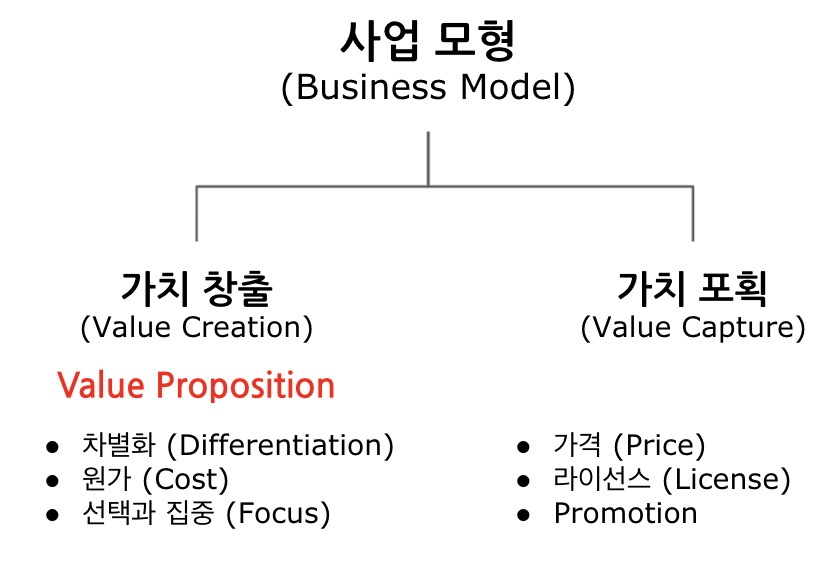 사업 모형
(Business Model)
가치 창출
(Value Creation)
Value Proposition
● 차별화 (Differentiation)
● 원가 (Cost)
● 선택과 집중 (Focus)
가치 포획
(Value Capture)
● 가격 (Price)
● 라이선스 (License)
● Promotion